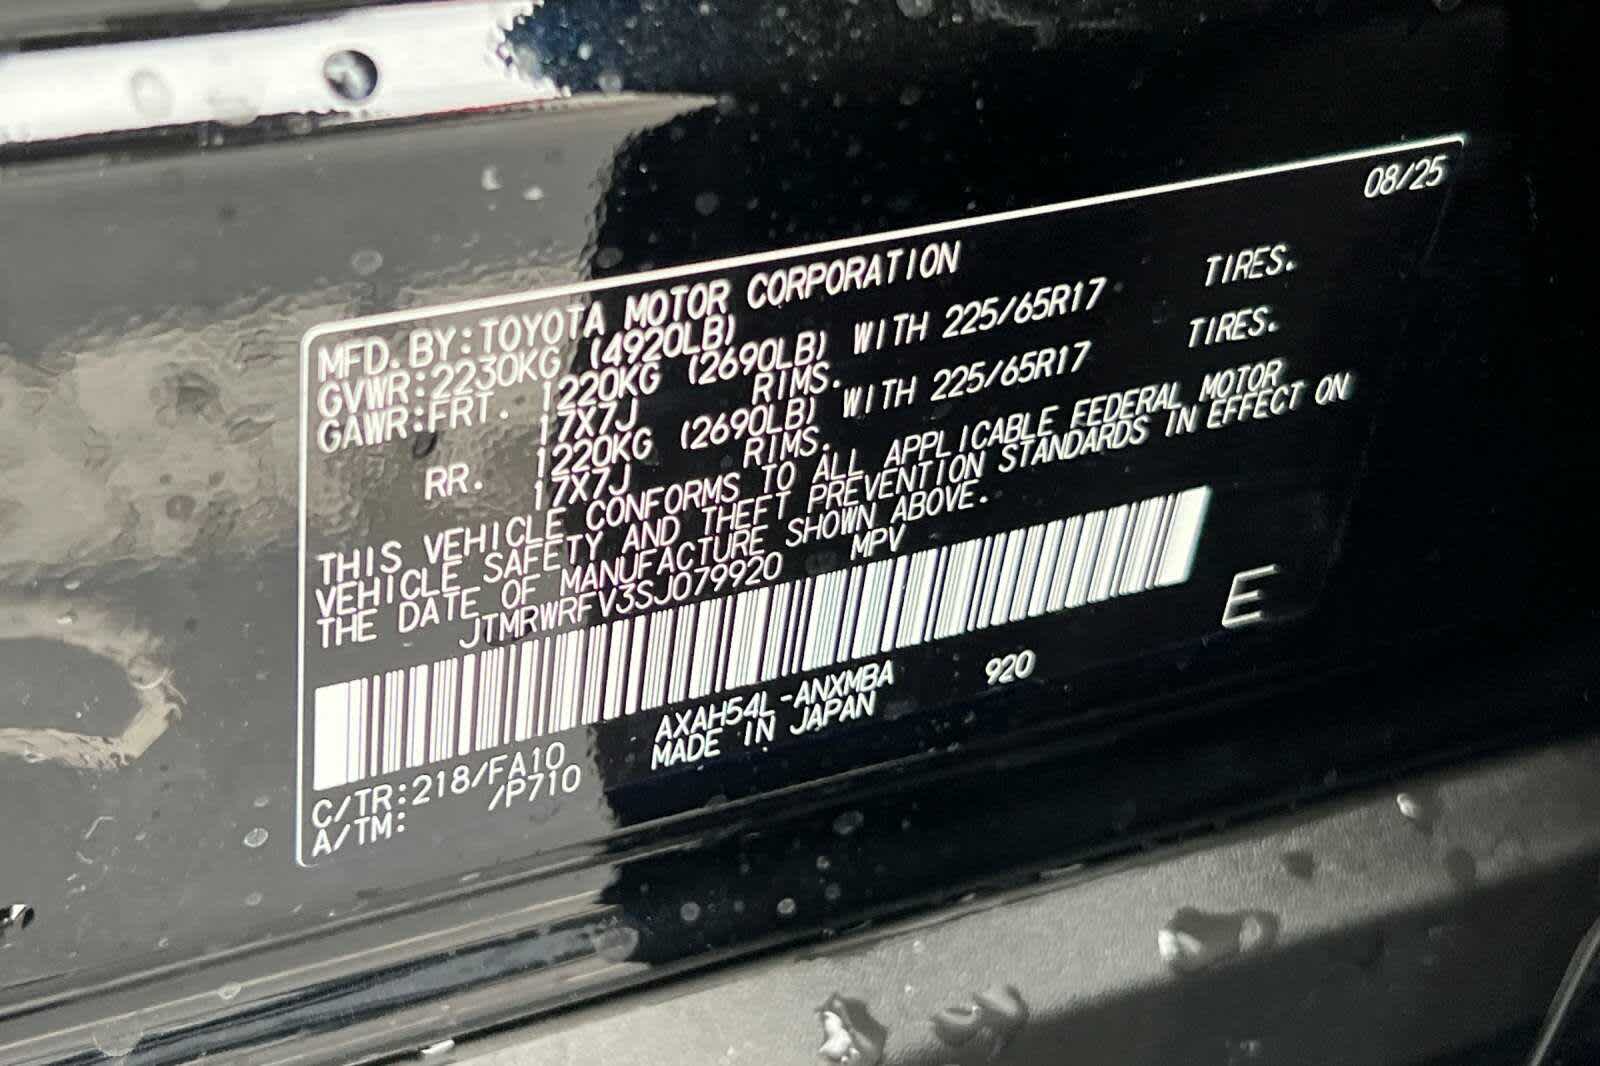 08/25
MFD. BY: TOYOTA MOTOR CORPORATION
GVWR: 2230KG (4920LB)
GAWR: FRT. 1220KG (2690LB) WITH 225/65R17 TIRES.
17X7J RIMS.
RR. 1220KG (2690LB) WITH 225/65R17 TIRES.
17X7J RIMS.
THIS VEHICLE CONFORMS TO ALL APPLICABLE FEDERAL MOTOR
VEHICLE SAFETY AND THEFT PREVENTION STANDARDS IN EFFECT ON
THE DATE OF MANUFACTURE SHOWN ABOVE.
JTMRWRFV3SJ079920 MPV
E
C/TR: 218/FA10 AXAH54L-ANXMBA 920
A/TM: /P710 MADE IN JAPAN